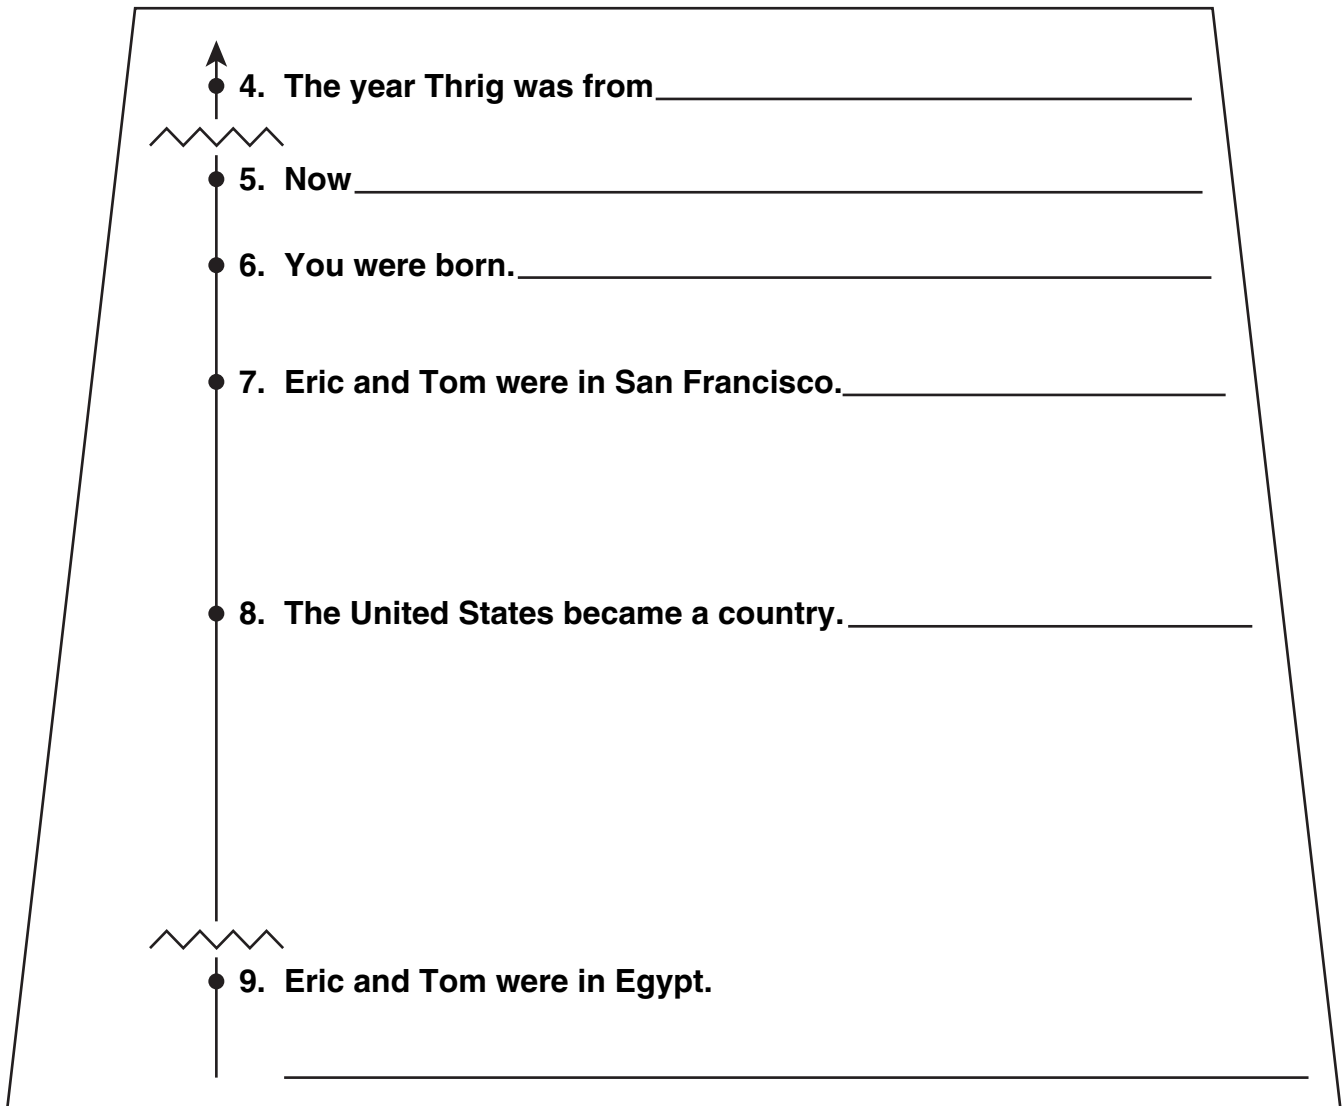 4. The year Thrig was from
5. Now
6. You were born.
7. Eric and Tom were in San Francisco.
8. The United States became a country.
9. Eric and Tom were in Egypt.